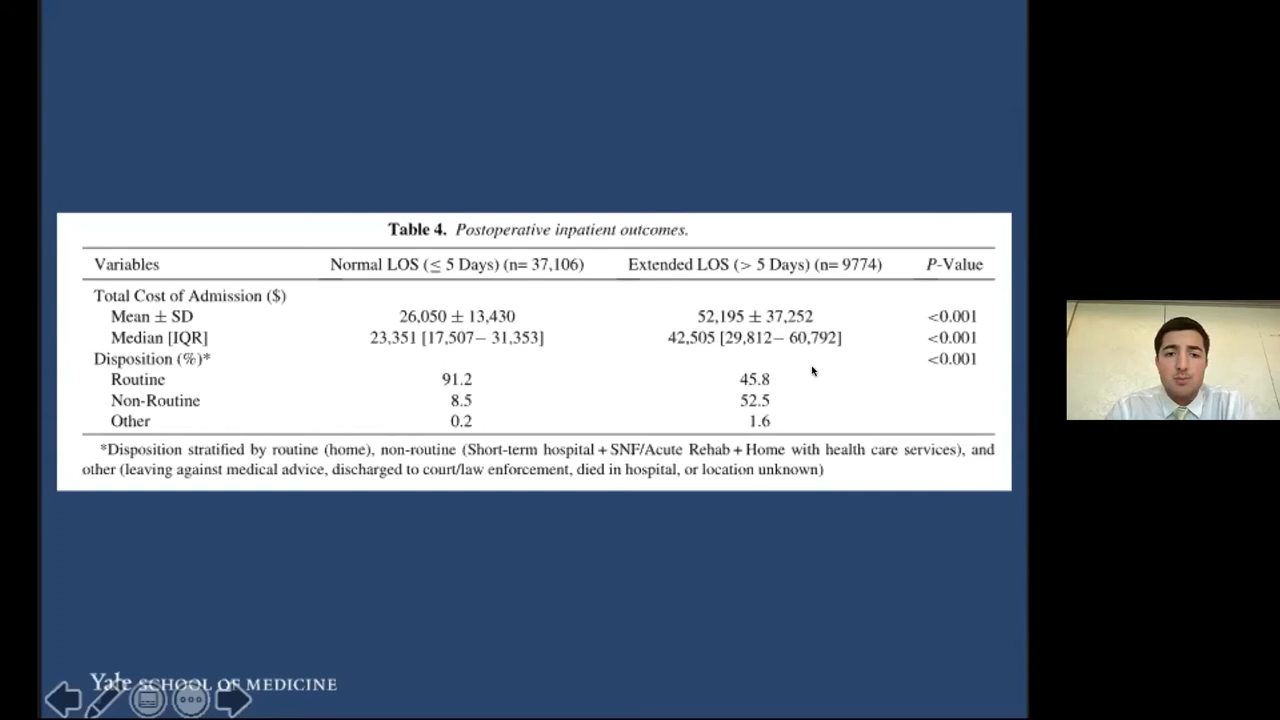 Table 4. Postoperative inpatient outcomes.
Variables Normal LOS (≤ 5 Days) (n= 37,106) Extended LOS (> 5 Days) (n= 9774) P-Value
Total Cost of Admission ($)
Mean ± SD 26,050 ± 13,430 52,195 ± 37,252 <0.001
Median [IQR] 23,351 [17,507− 31,353] 42,505 [29,812− 60,792] <0.001
Disposition (%)* <0.001
Routine 91.2 45.8
Non-Routine 8.5 52.5
Other 0.2 1.6
*Disposition stratified by routine (home), non-routine (Short-term hospital + SNF/Acute Rehab + Home with health care services), and
other (leaving against medical advice, discharged to court/law enforcement, died in hospital, or location unknown)
Yale SCHOOL OF MEDICINE